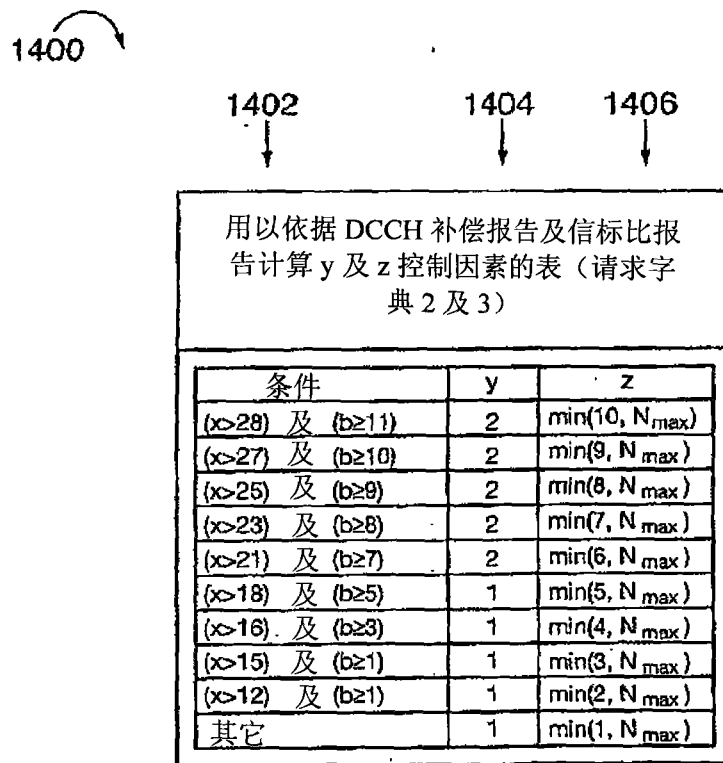 1400
1402 1404 1406
用以依据 DCCH 补偿报告及信标比报
告计算 y 及 z 控制因素的表（请求字
典 2 及 3）
条件 y z
(x>28) 及 (b≥11) 2 min(10, Nmax)
(x>27) 及 (b≥10) 2 min(9, Nmax)
(x>25) 及 (b≥9) 2 min(8, Nmax)
(x>23) 及 (b≥8) 2 min(7, Nmax)
(x>21) 及 (b≥7) 2 min(6, Nmax)
(x>18) 及 (b≥5) 1 min(5, Nmax)
(x>16) 及 (b≥3) 1 min(4, Nmax)
(x>15) 及 (b≥1) 1 min(3, Nmax)
(x>12) 及 (b≥1) 1 min(2, Nmax)
其它 1 min(1, Nmax)